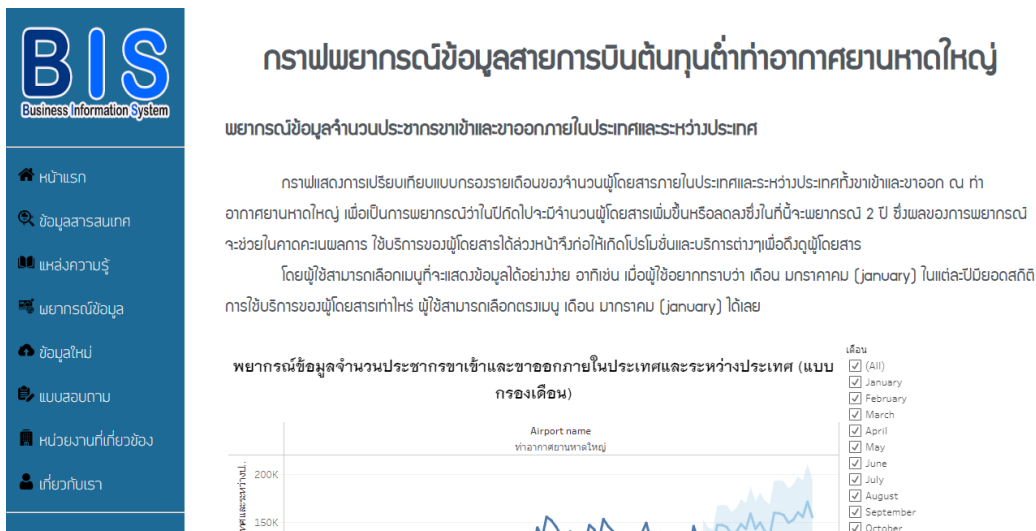 BIS
Business Information System
หน้าแรก
ข้อมูลสารสนเทศ
แหล่งความรู้
พยากรณ์ข้อมูล
ข้อมูลใหม่
แบบสอบถาม
หน่วยงานที่เกี่ยวข้อง
เกี่ยวกับเรา
กราฟพยากรณ์ข้อมูลสายการบินต้นทุนต่ำท่าอากาศยานหาดใหญ่
พยากรณ์ข้อมูลจำนวนประชากรขาเข้าและขาออกภายในประเทศและระหว่างประเทศ
กราฟแสดงการเปรียบเทียบแบบกรองรายเดือนของจำนวนผู้โดยสารภายในประเทศและระหว่างประเทศทั้งขาเข้าและขาออก ณ ท่า
อากาศยานหาดใหญ่ เพื่อเป็นการพยากรณ์ว่าในปีถัดไปจะมีจำนวนผู้โดยสารเพิ่มขึ้นหรือลดลงซึ่งในที่นี้จะพยากรณ์ 2 ปี ซึ่งผลของการพยากรณ์
จะช่วยในคาดคะเนผลการ ใช้บริการของผู้โดยสารได้ล่วงหน้าจึงก่อให้เกิดโปรโมชั่นและบริการต่างๆเพื่อดึงดูผู้โดยสาร
โดยผู้ใช้สามารถเลือกเมนูที่จะแสดงข้อมูลได้อย่างง่าย อาทิเช่น เมื่อผู้ใช้อยากทราบว่า เดือน มกราคาคม (january) ในแต่ละปีมียอดสถิติ
การใช้บริการของผู้โดยสารเท่าไหร่ ผู้ใช้สามารถเลือกตรงเมนู เดือน มากราคม (january) ได้เลย
พยากรณ์ข้อมูลจำนวนประชากรขาเข้าและขาออกภายในประเทศและระหว่างประเทศ (แบบ
กรองเดือน)
Airport name
ท่าอากาศยานหาดใหญ่
200K
150K
ทศและระหว่างป..
เดือน
(All)
January
February
March
April
May
June
July
August
September
October